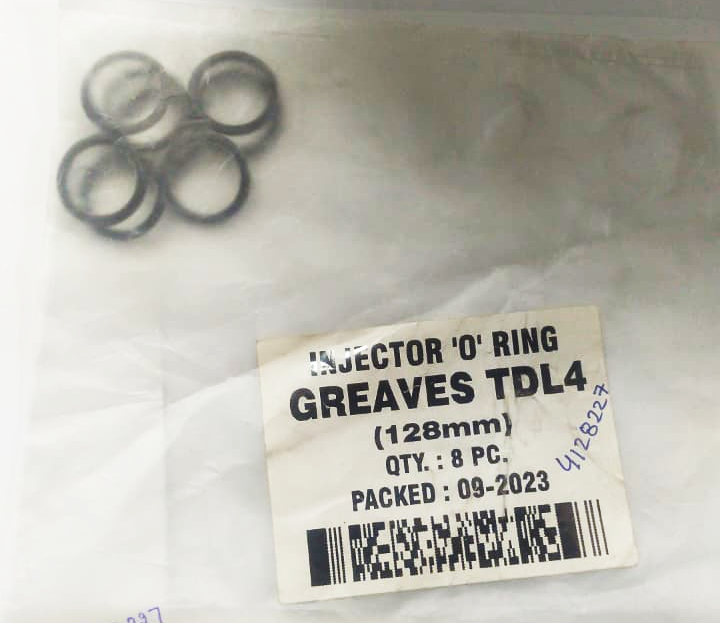 INJECTOR 'O' RING
GREAVES TDL4
(128mm)
QTY. : 8 PC.
PACKED : 09-2023
4128227